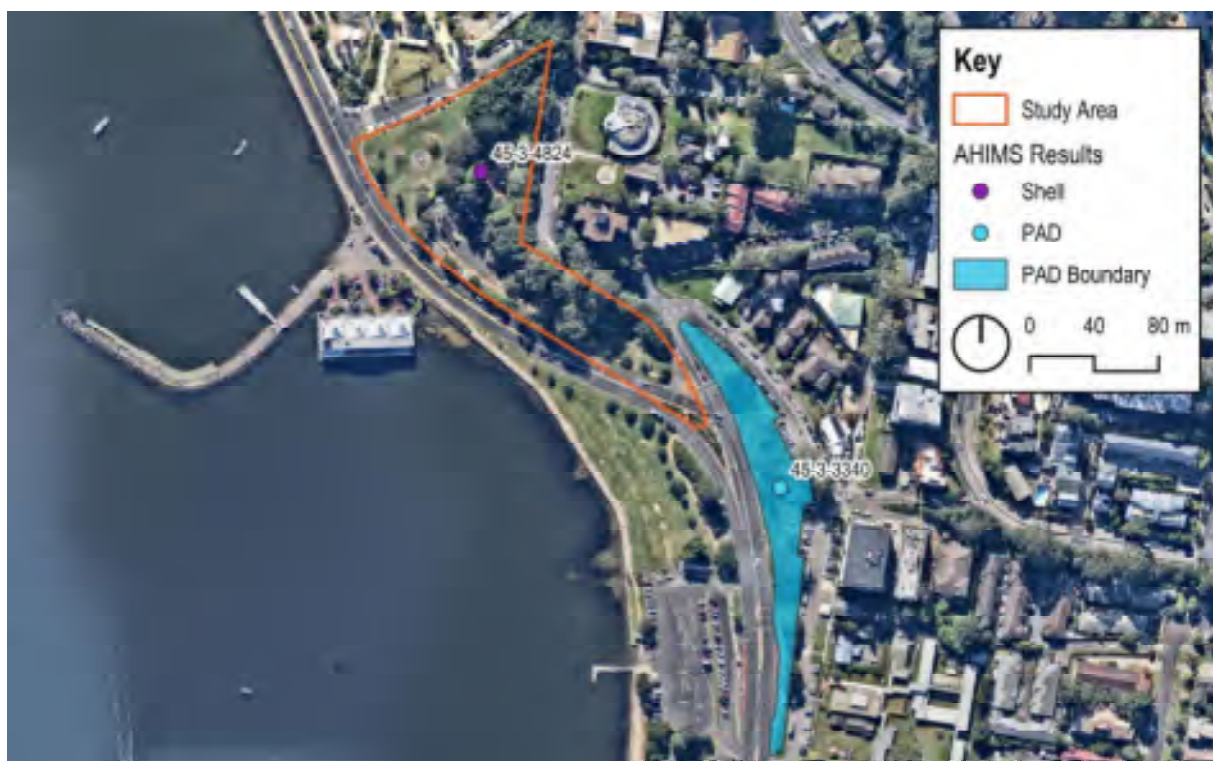 45-3-4824
45-3-3340
Key
Study Area
AHIMS Results
Shell
PAD
PAD Boundary
0 40 80 m